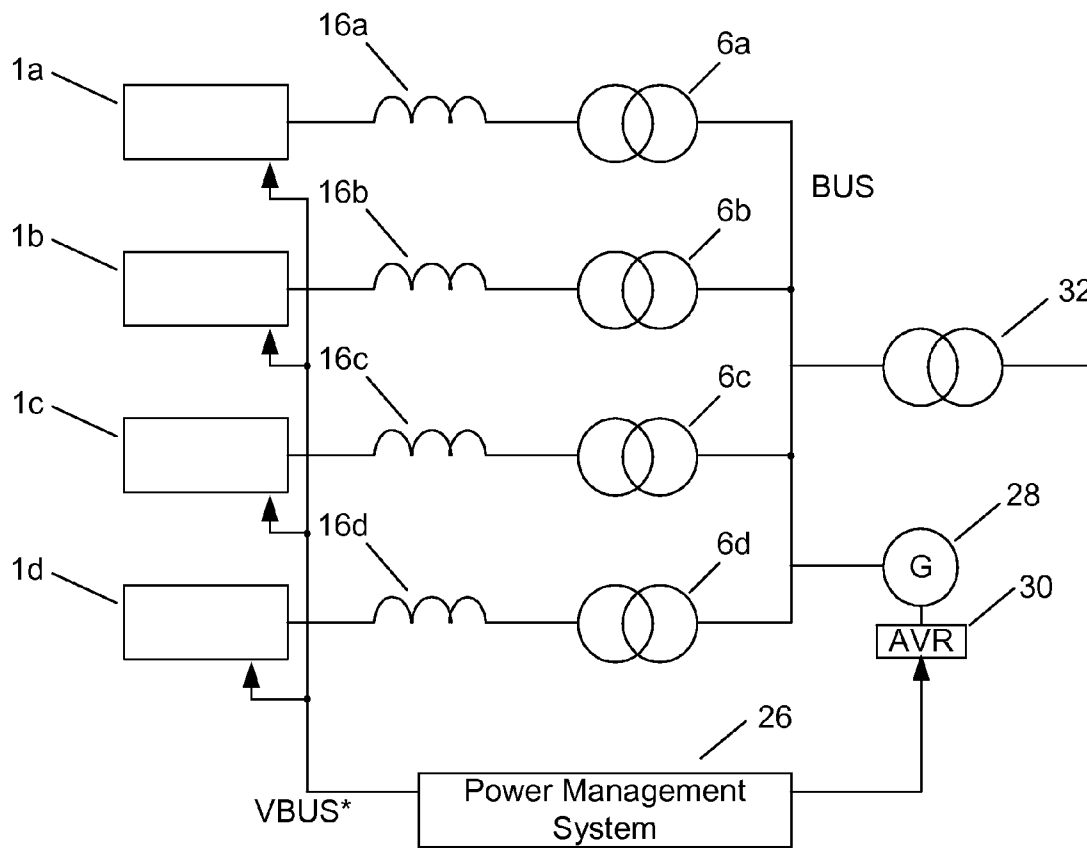 16a
6a
1a
BUS
16b
6b
1b
32
16c
6c
1c
28
16d
6d
G
1d
30
AVR
26
Power Management
System
VBUS*